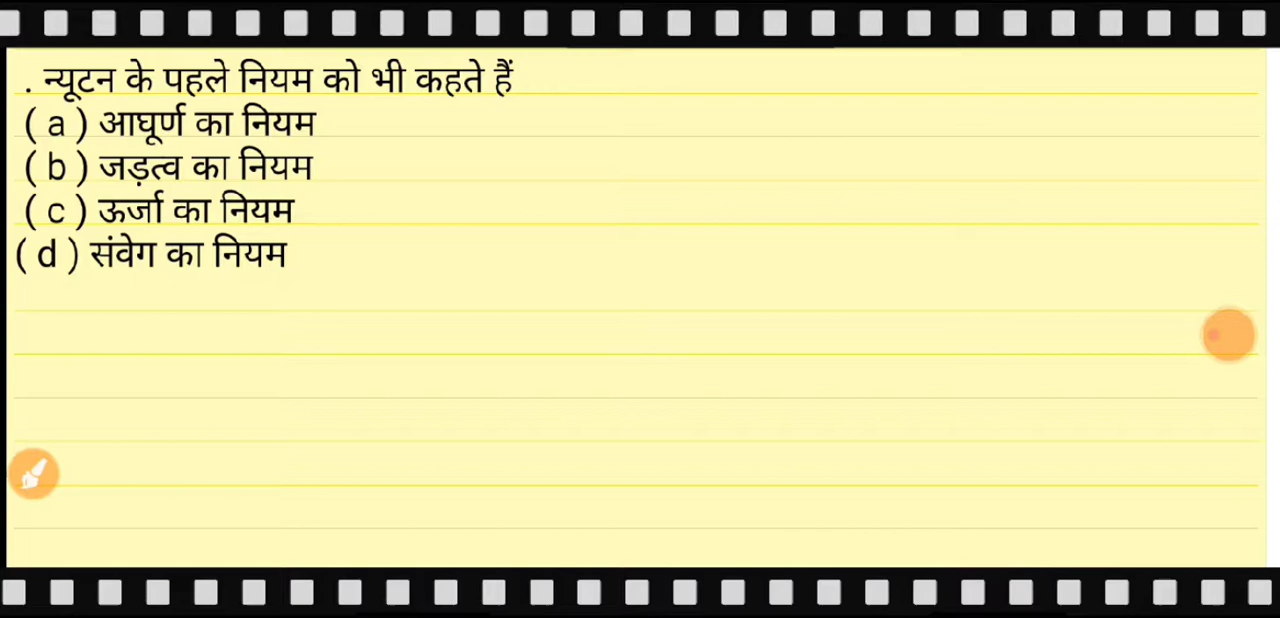 . न्यूटन के पहले नियम को भी कहते हैं
( a ) आघूर्ण का नियम
( b ) जड़त्व का नियम
( c ) ऊर्जा का नियम
( d ) संवेग का नियम